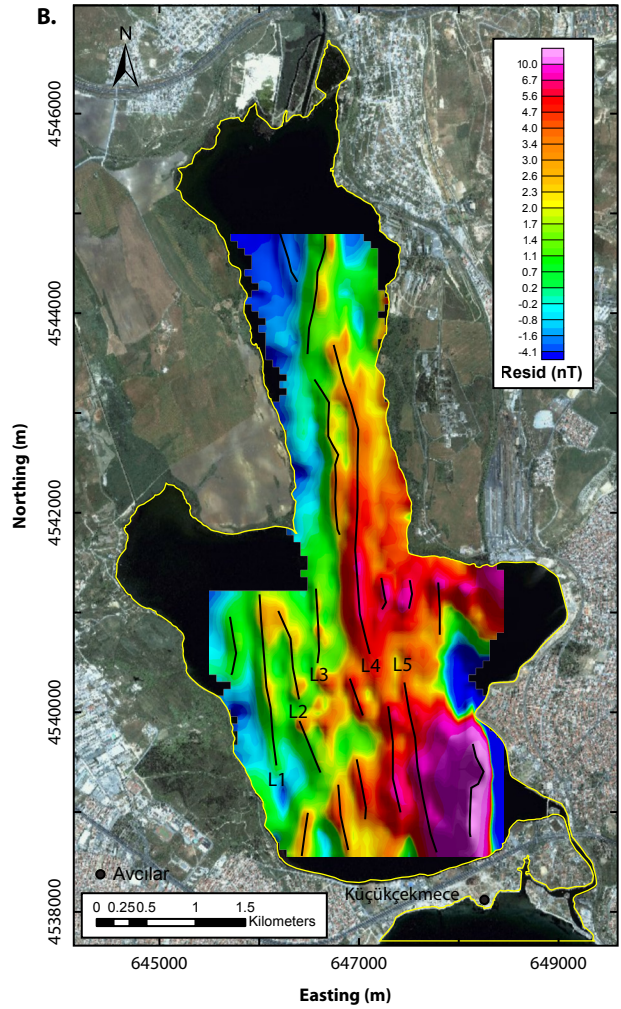 B.
N
10.0
6.7
5.6
4.7
4.0
3.4
3.0
2.6
2.3
2.0
1.7
1.4
1.1
0.7
0.2
-0.2
-0.8
-1.6
-4.1
Resid (nT)
4546000
4544000
4542000
4540000
4538000
Northing (m)
L4
L5
L3
L2
L1
Avcılar
Küçükçekmece
0 0.25 0.5 1 1.5
Kilometers
645000 647000 649000
Easting (m)